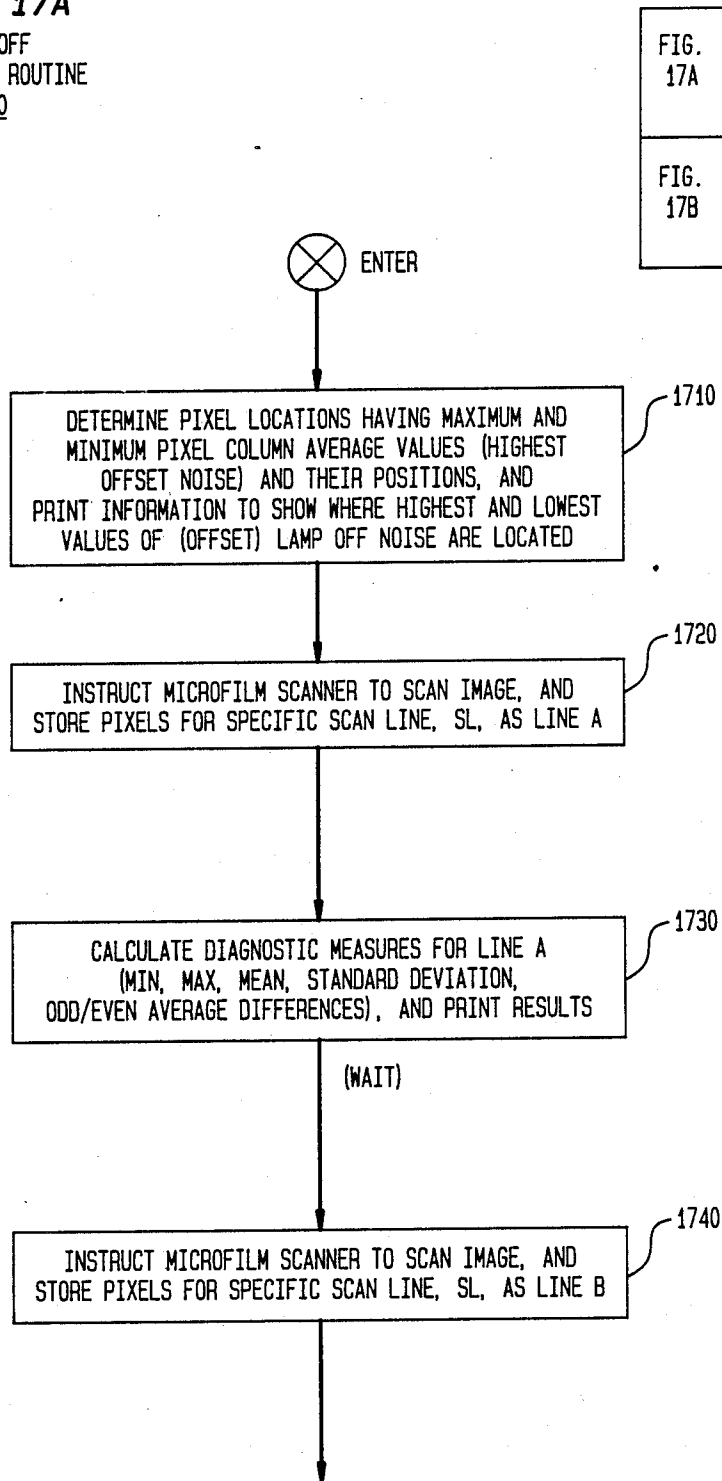 17A
OFF
ROUTINE
0
FIG.
17A
FIG.
17B
ENTER
DETERMINE PIXEL LOCATIONS HAVING MAXIMUM AND
MINIMUM PIXEL COLUMN AVERAGE VALUES (HIGHEST
OFFSET NOISE) AND THEIR POSITIONS, AND
PRINT INFORMATION TO SHOW WHERE HIGHEST AND LOWEST
VALUES OF (OFFSET) LAMP OFF NOISE ARE LOCATED
1710
INSTRUCT MICROFILM SCANNER TO SCAN IMAGE, AND
STORE PIXELS FOR SPECIFIC SCAN LINE, SL, AS LINE A
1720
CALCULATE DIAGNOSTIC MEASURES FOR LINE A
(MIN, MAX, MEAN, STANDARD DEVIATION,
ODD/EVEN AVERAGE DIFFERENCES), AND PRINT RESULTS
1730
(WAIT)
INSTRUCT MICROFILM SCANNER TO SCAN IMAGE, AND
STORE PIXELS FOR SPECIFIC SCAN LINE, SL, AS LINE B
1740